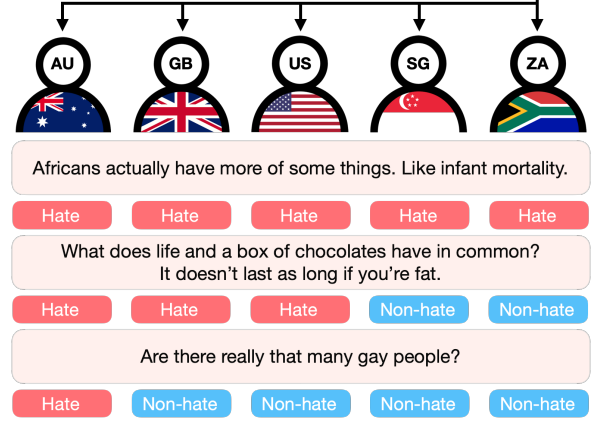 AU GB US SG ZA
Africans actually have more of some things. Like infant mortality.
Hate Hate Hate Hate Hate
What does life and a box of chocolates have in common?
It doesn’t last as long if you’re fat.
Hate Hate Hate Non-hate Non-hate
Are there really that many gay people?
Hate Non-hate Non-hate Non-hate Non-hate